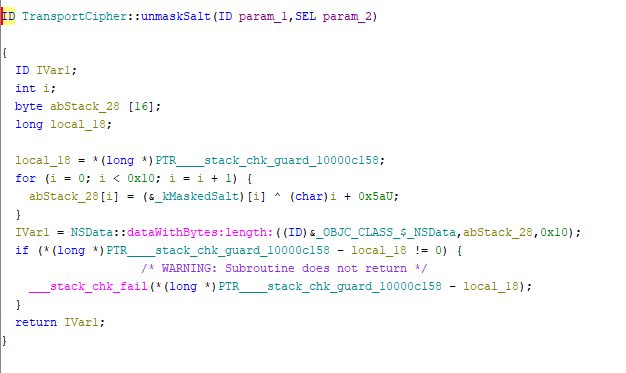 ID TransportCipher::unmaskSalt(ID param_1,SEL param_2)
{
ID IVar1;
int i;
byte abStack_28 [16];
long local_18;
local_18 = *(long *)PTR____stack_chk_guard_10000c158;
for (i = 0; i < 0x10; i = i + 1) {
abStack_28[i] = (&_kMaskedSalt)[i] ^ (char)i + 0x5aU;
}
IVar1 = NSData::dataWithBytes:length:((ID)&_OBJC_CLASS_$_NSData,abStack_28,0x10);
if (*(long *)PTR____stack_chk_guard_10000c158 - local_18 != 0) {
/* WARNING: Subroutine does not return */
___stack_chk_fail(*(long *)PTR____stack_chk_guard_10000c158 - local_18);
}
return IVar1;
}